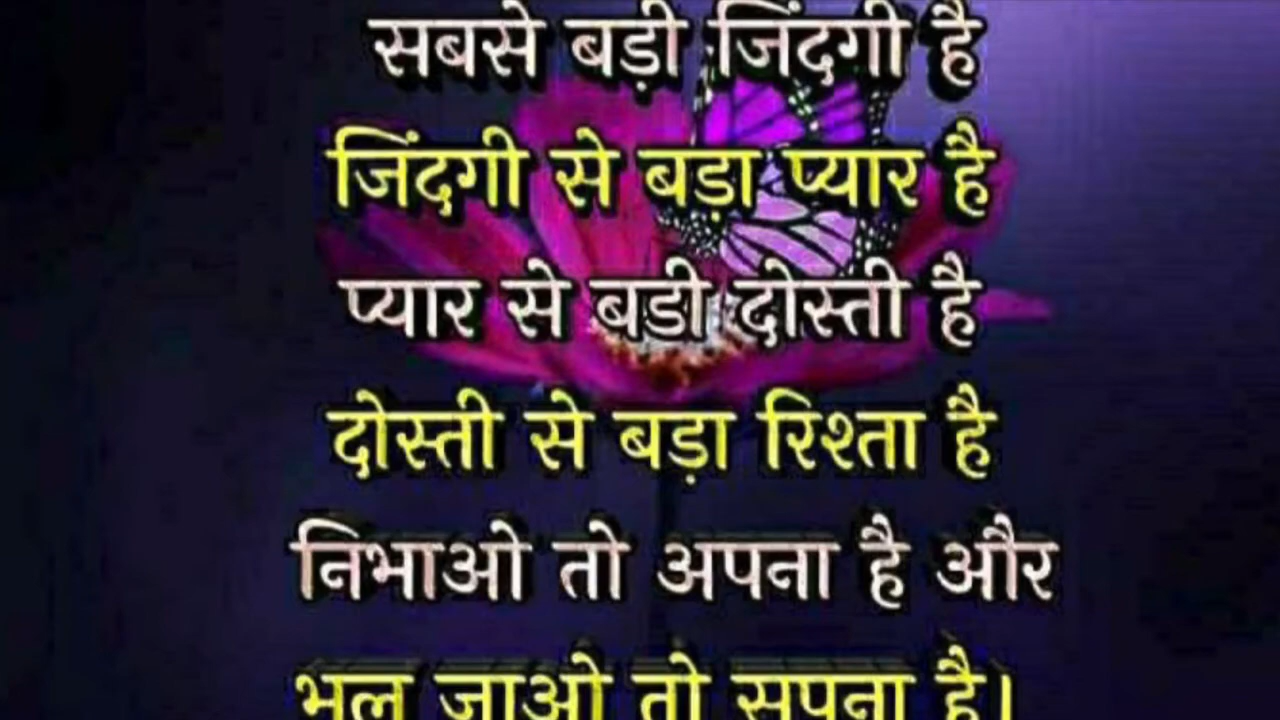 सबसे बड़ी जिंदगी है
जिंदगी से बड़ा प्यार है
प्यार से बडी दोस्ती है
दोस्ती से बड़ा रिश्ता है
निभाओ तो अपना है और
भूल जाओ तो सपना है।